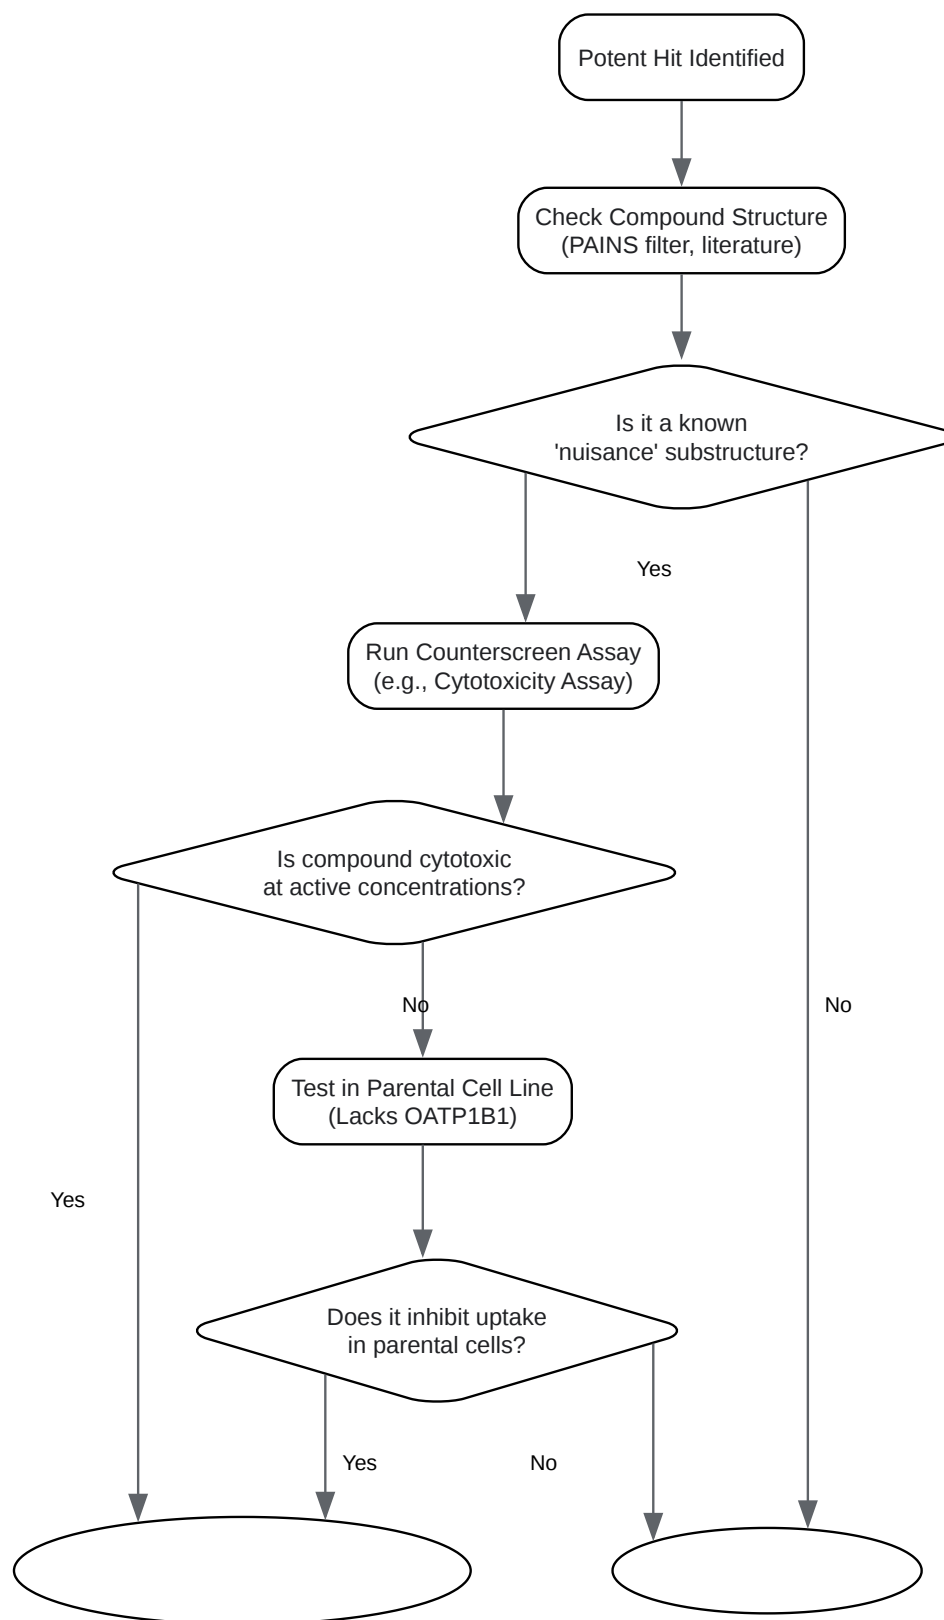 Potent Hit Identified
Check Compound Structure
(PAINS filter, literature)
Is it a known
'nuisance' substructure?
Yes
Run Counterscreen Assay
(e.g., Cytotoxicity Assay)
Is compound cytotoxic
at active concentrations?
No
No
Test in Parental Cell Line
(Lacks OATP1B1)
Yes
Does it inhibit uptake
in parental cells?
Yes
No